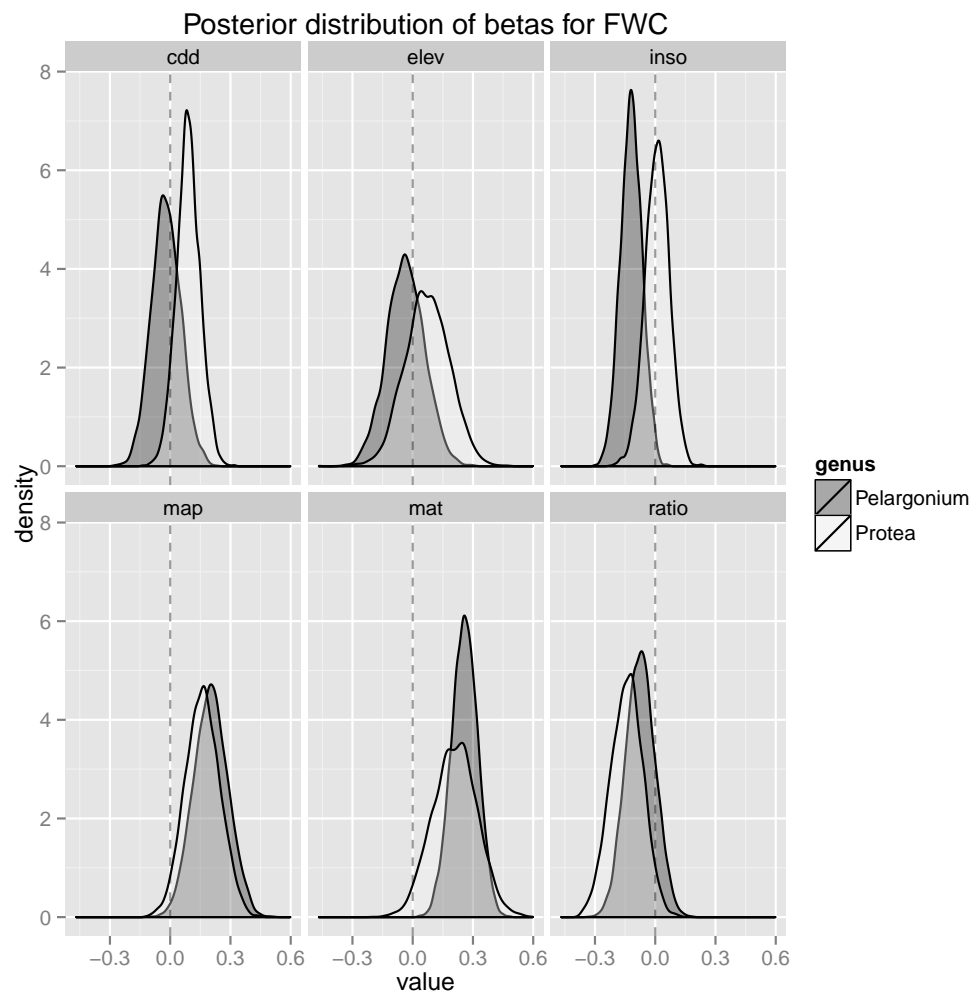 Posterior distribution of betas for FWC
cdd elev inso
8
6
4
2
0
map mat ratio
8
6
4
2
0
−0.3 0.0 0.3 0.6 −0.3 0.0 0.3 0.6 −0.3 0.0 0.3 0.6
value
density
genus
Pelargonium
Protea